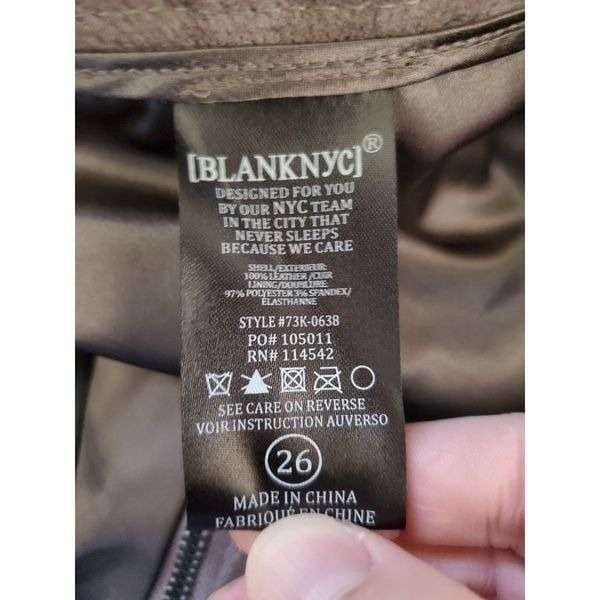 [BLANKNYC]®
DESIGNED FOR YOU
BY OUR NYC TEAM
IN THE CITY THAT
NEVER SLEEPS
BECAUSE WE CARE
SHELL/EXTERIEUR:
100% LEATHER /CUIR
LINING/DOUBLURE:
97% POLYESTER 3% SPANDEX/
ELASTHANNE
STYLE #73K-0638
PO# 105011
RN# 114542
SEE CARE ON REVERSE
VOIR INSTRUCTION AUVERSO
26
MADE IN CHINA
FABRIQUÉ EN CHINE